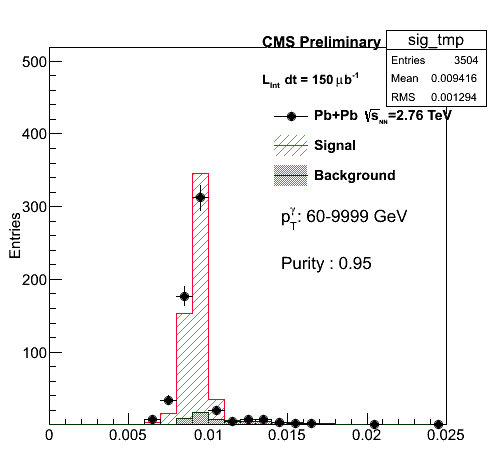 CMS Preliminary
sig_tmp
Entries 3504
Mean 0.009416
RMS 0.001294
L_Int dt = 150 μb⁻¹
Pb+Pb √s_NN=2.76 TeV
Signal
Background
p_T^γ: 60-9999 GeV
Purity : 0.95
Entries
500
400
300
200
100
0 0.005 0.01 0.015 0.02 0.025